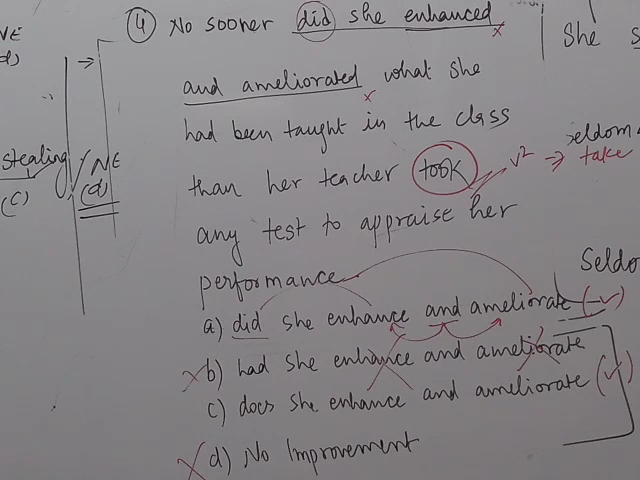 NE
d)
④ No sooner did she enhanced
She
and ameliorated what she
had been taught in the class
seldom
stealing / NE
(c) (d)
than her teacher took v² ⇒ take
any test to appraise her
performance
Seldo
a) did she enhance and ameliorate (✓)
b) had she enhance and ameliorate
c) does she enhance and ameliorate (✓)
d) No Improvement